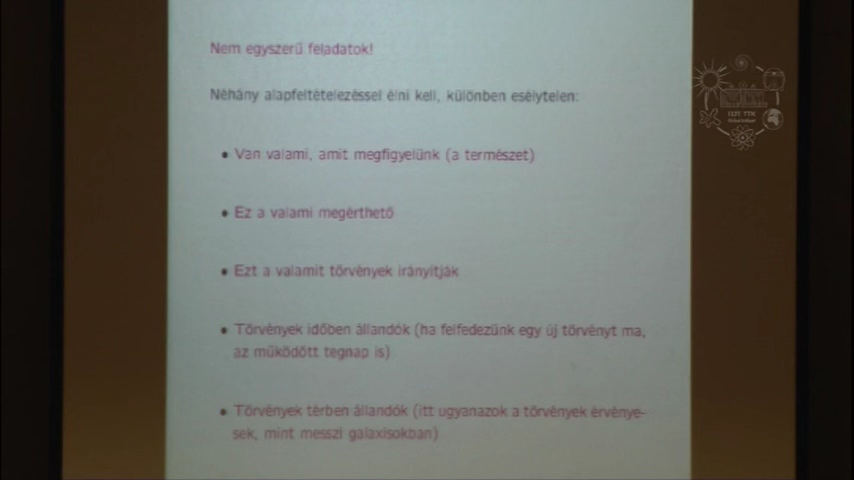 Nem egyszerű feladatok!
Néhány alapfeltételezéssel élni kell, különben esélytelen:
• Van valami, amit megfigyelünk (a természet)
• Ez a valami megérthető
• Ezt a valamit törvények irányítják
• Törvények időben állandók (ha felfedezünk egy új törvényt ma,
az működött tegnap is)
• Törvények térben állandók (itt ugyanazok a törvények érvénye-
sek, mint messzi galaxisokban)
ELTE TTK